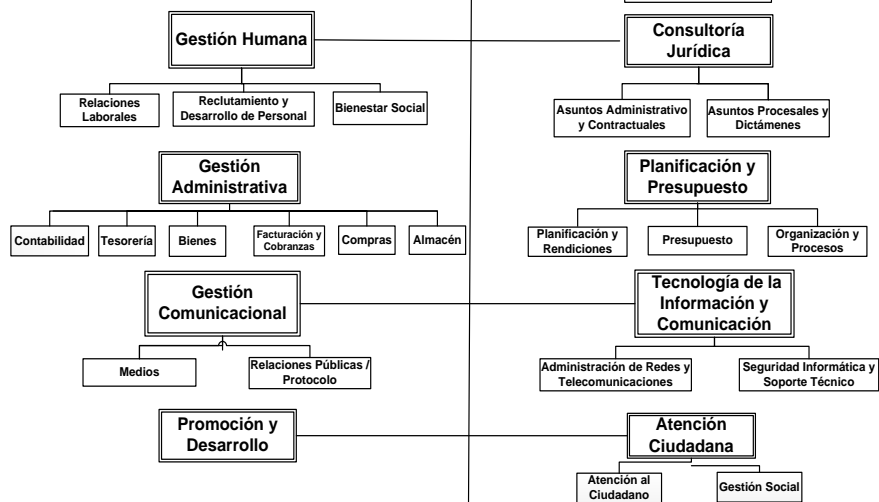 Gestión Humana
Consultoría
Jurídica
Relaciones
Laborales
Reclutamiento y
Desarrollo de Personal
Bienestar Social
Asuntos Administrativo
y Contractuales
Asuntos Procesales y
Dictámenes
Gestión
Administrativa
Planificación y
Presupuesto
Contabilidad
Tesorería
Bienes
Facturación y
Cobranzas
Compras
Almacén
Planificación y
Rendiciones
Presupuesto
Organización y
Procesos
Gestión
Comunicacional
Tecnología de la
Información y
Comunicación
Medios
Relaciones Públicas /
Protocolo
Administración de Redes y
Telecomunicaciones
Seguridad Informática y
Soporte Técnico
Promoción y
Desarrollo
Atención
Ciudadana
Atención al
Ciudadano
Gestión Social